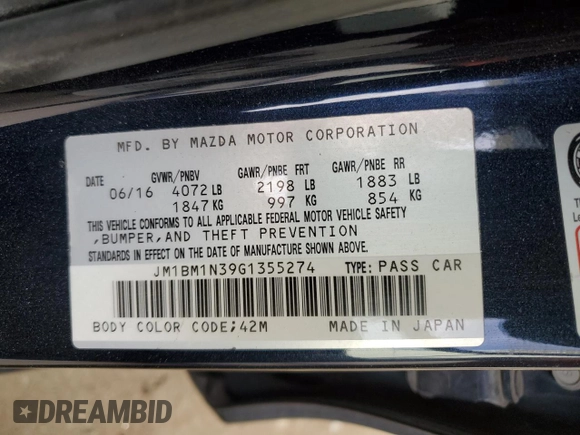 MFD. BY MAZDA MOTOR CORPORATION
DATE GVWR/PNBV GAWR/PNBE FRT GAWR/PNBE RR
06/16 4072 LB 2198 LB 1883 LB
1847 KG 997 KG 854 KG
THIS VEHICLE CONFORMS TO ALL APPLICABLE FEDERAL MOTOR VEHICLE SAFETY
,BUMPER,AND THEFT PREVENTION
STANDARDS IN EFFECT ON THE DATE OF MANUFACTURE SHOWN ABOVE.
JM1BM1N39G1355274 TYPE: PASS CAR
BODY COLOR CODE;42M MADE IN JAPAN
DREAMBID